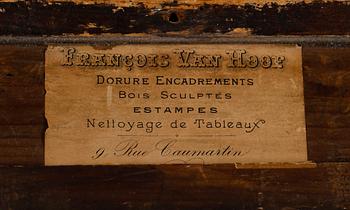 FRANÇOIS VAN HOOF
DORURE ENCADREMENTS
BOIS SCULPTÉS
ESTAMPES
Nettoyage de Tableaux
9, Rue Caumartin